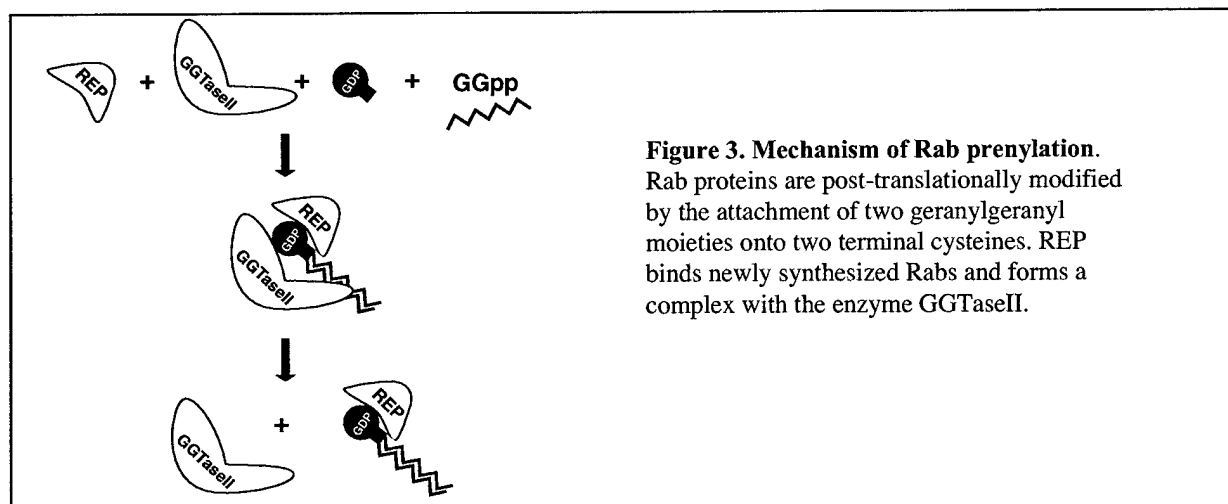 REP + GGTaseII + GDP + GGpp
REP
GDP
GGTaseII
GGTaseII + GDP REP
Figure 3. Mechanism of Rab prenylation.
Rab proteins are post-translationally modified
by the attachment of two geranylgeranyl
moieties onto two terminal cysteines. REP
binds newly synthesized Rabs and forms a
complex with the enzyme GGTaseII.